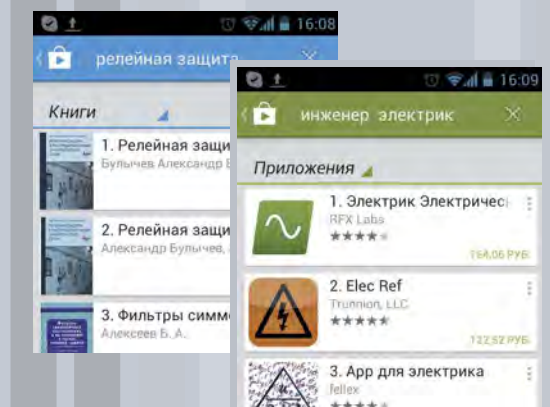 16:08
релейная защита
Книги
1. Релейная защи
Булычев Александр
2. Релейная защи
Александр Булычев,
3. Фильтры симм
Алексеев Б. А.
16:09
инженер электрик
Приложения
1. Электрик Электричес
RFX Labs
164,06 РУБ.
2. Elec Ref
Trunnion, LLC
122,52 РУБ.
3. App для электрика
fellex